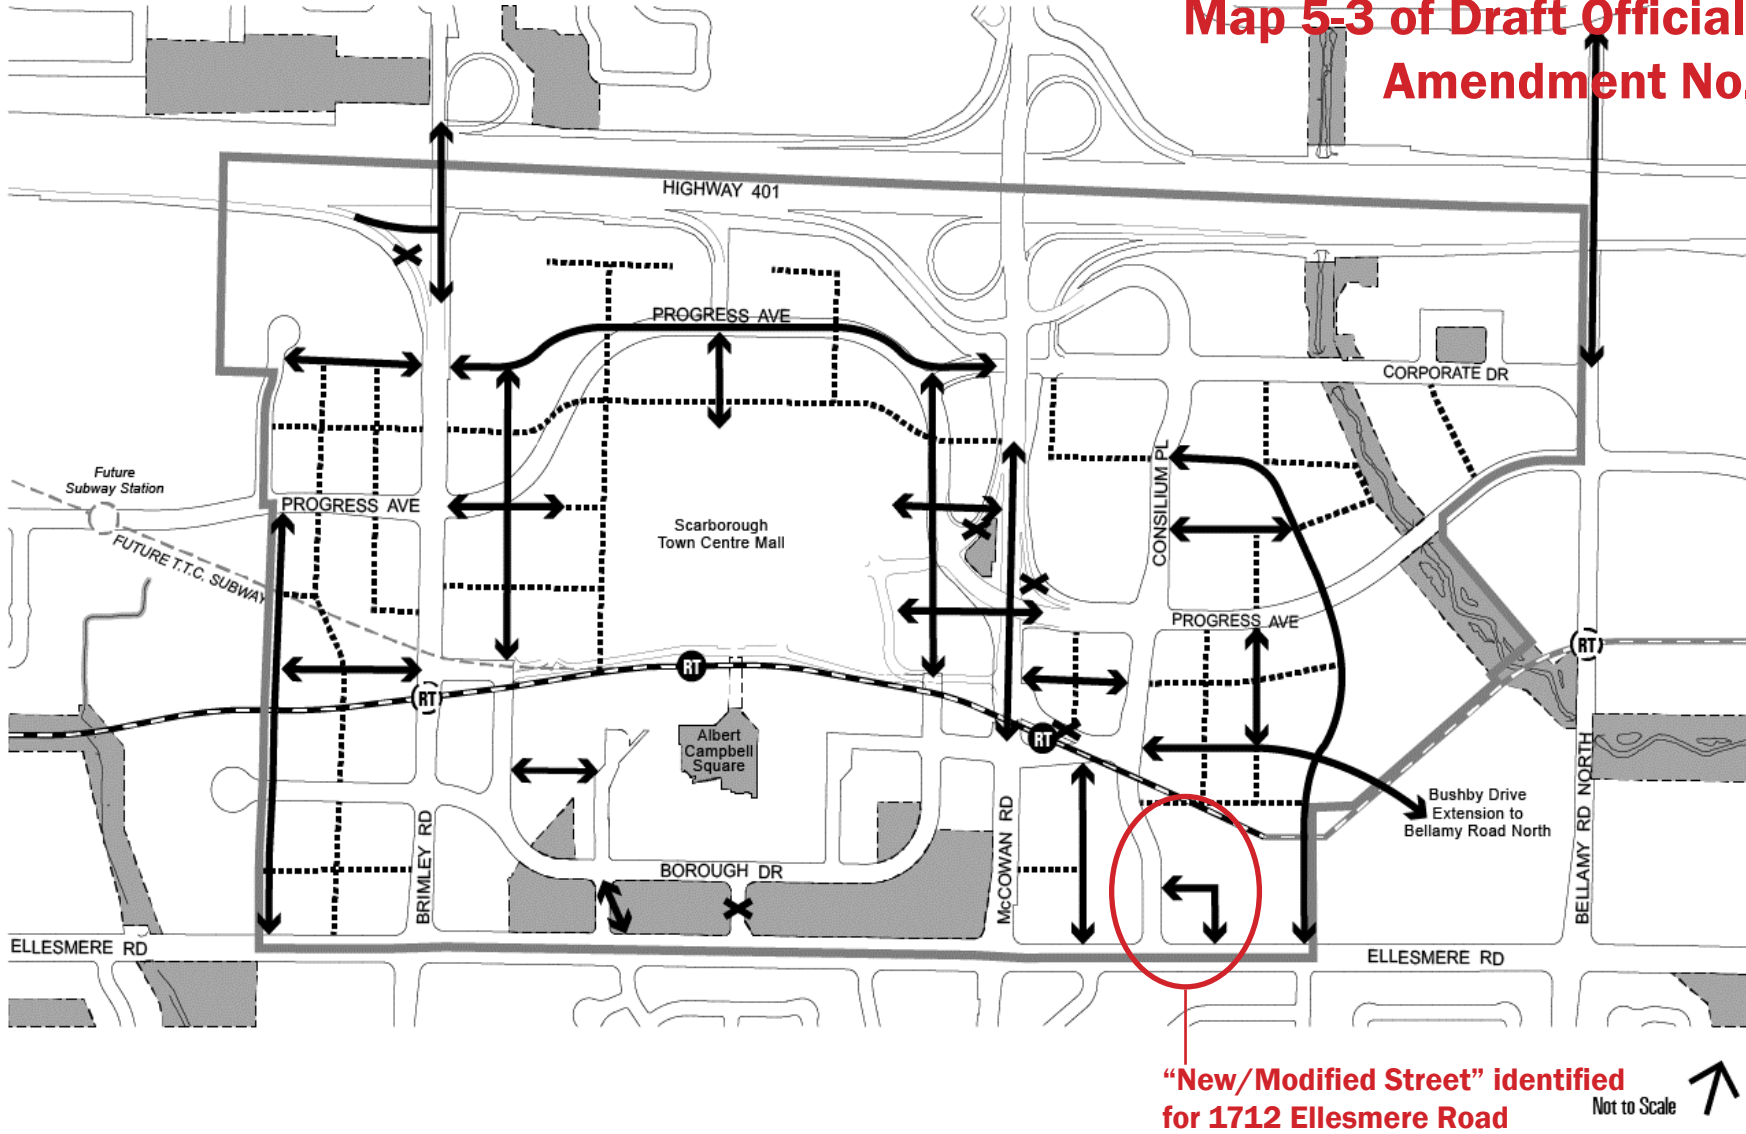 Map 5-3 of Draft Official
Amendment No.
HIGHWAY 401
PROGRESS AVE
CORPORATE DR
Future
Subway Station
PROGRESS AVE
FUTURE T.T.C. SUBWAY
Scarborough
Town Centre Mall
CONSILIUM PL
PROGRESS AVE
RT
RT
RT
RT
Albert
Campbell
Square
BRIMLEY RD
BOROUGH DR
McCOWAN RD
Bushby Drive
Extension to
Bellamy Road North
BELLAMY RD NORTH
ELLESMERE RD
ELLESMERE RD
“New/Modified Street” identified
for 1712 Ellesmere Road
Not to Scale